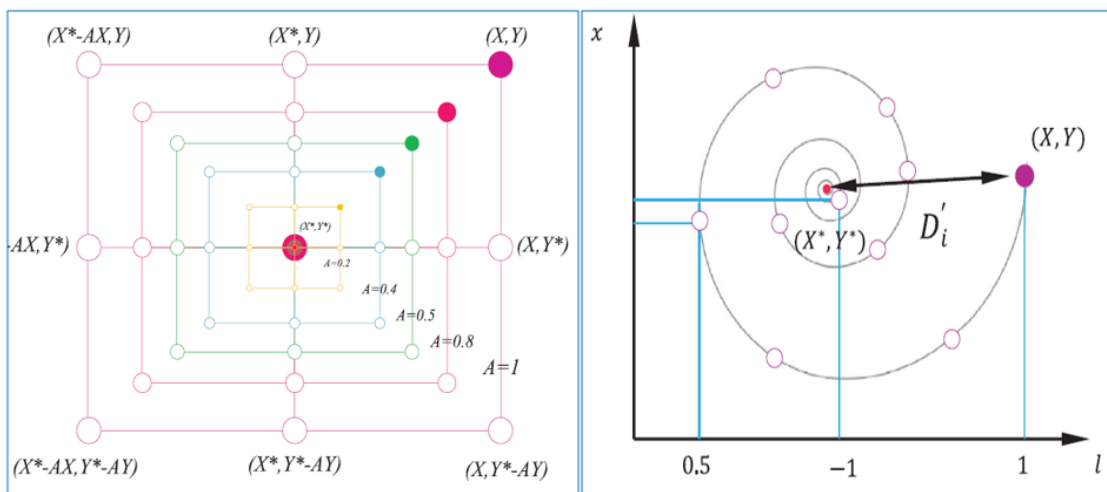 (X*-AX,Y)
(X*,Y)
(X,Y)
(X*,Y*)
-AX,Y*)
(X,Y*)
A=0.2
A=0.4
A=0.5
A=0.8
A=1
(X*-AX,Y*-AY)
(X*,Y*-AY)
(X,Y*-AY)
x
(X,Y)
(X*,Y*)
D'i
0.5
-1
1
l